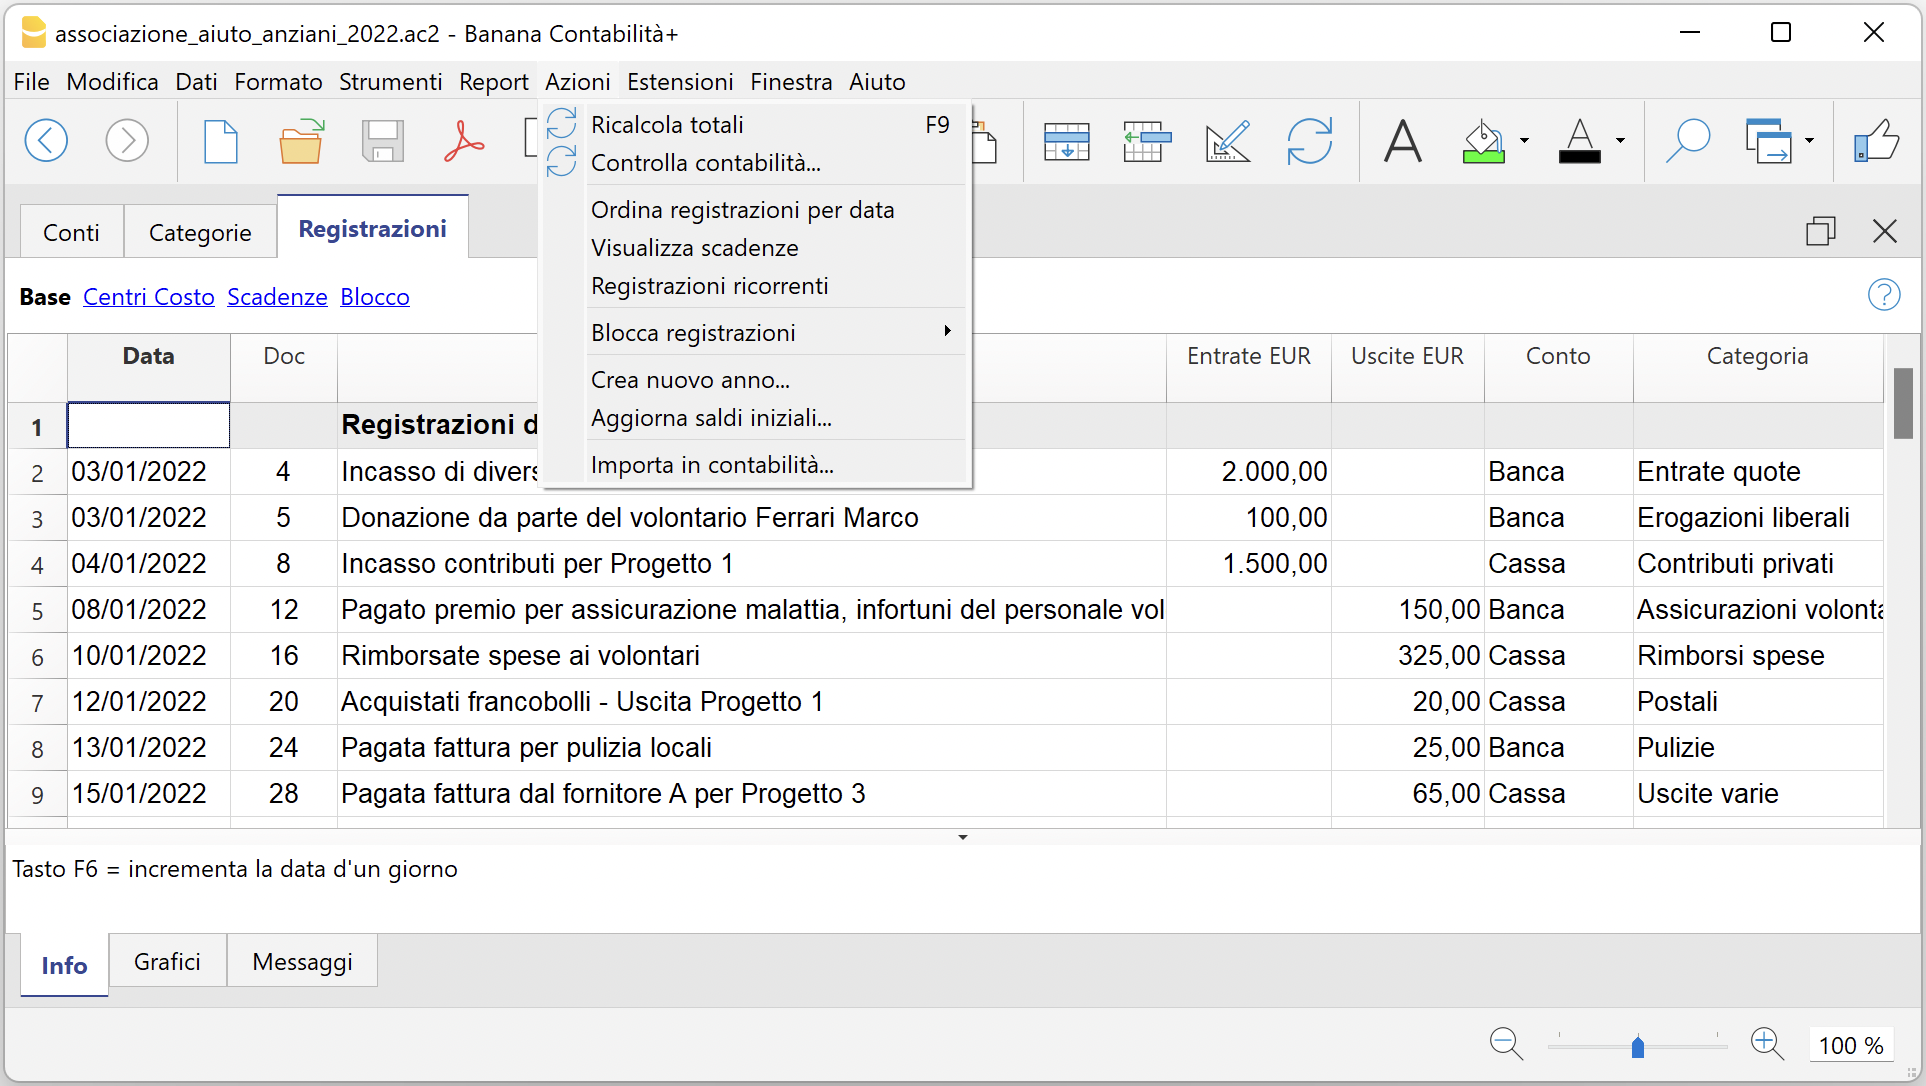 associazione_aiuto_anziani_2022.ac2 - Banana Contabilità+
File Modifica Dati Formato Strumenti Report Azioni Estensioni Finestra Aiuto
Ricalcola totali F9
Controlla contabilità...
Ordina registrazioni per data
Visualizza scadenze
Registrazioni ricorrenti
Blocca registrazioni
Crea nuovo anno...
Aggiorna saldi iniziali...
Importa in contabilità...
Conti Categorie Registrazioni
Base Centri Costo Scadenze Blocco
Data Doc Entrate EUR Uscite EUR Conto Categoria
1 Registrazioni d
2 03/01/2022 4 Incasso di divers 2.000,00 Banca Entrate quote
3 03/01/2022 5 Donazione da parte del volontario Ferrari Marco 100,00 Banca Erogazioni liberali
4 04/01/2022 8 Incasso contributi per Progetto 1 1.500,00 Cassa Contributi privati
5 08/01/2022 12 Pagato premio per assicurazione malattia, infortuni del personale vol 150,00 Banca Assicurazioni volonta
6 10/01/2022 16 Rimborsate spese ai volontari 325,00 Cassa Rimborsi spese
7 12/01/2022 20 Acquistati francobolli - Uscita Progetto 1 20,00 Cassa Postali
8 13/01/2022 24 Pagata fattura per pulizia locali 25,00 Banca Pulizie
9 15/01/2022 28 Pagata fattura dal fornitore A per Progetto 3 65,00 Cassa Uscite varie
Tasto F6 = incrementa la data d'un giorno
Info Grafici Messaggi
100 %